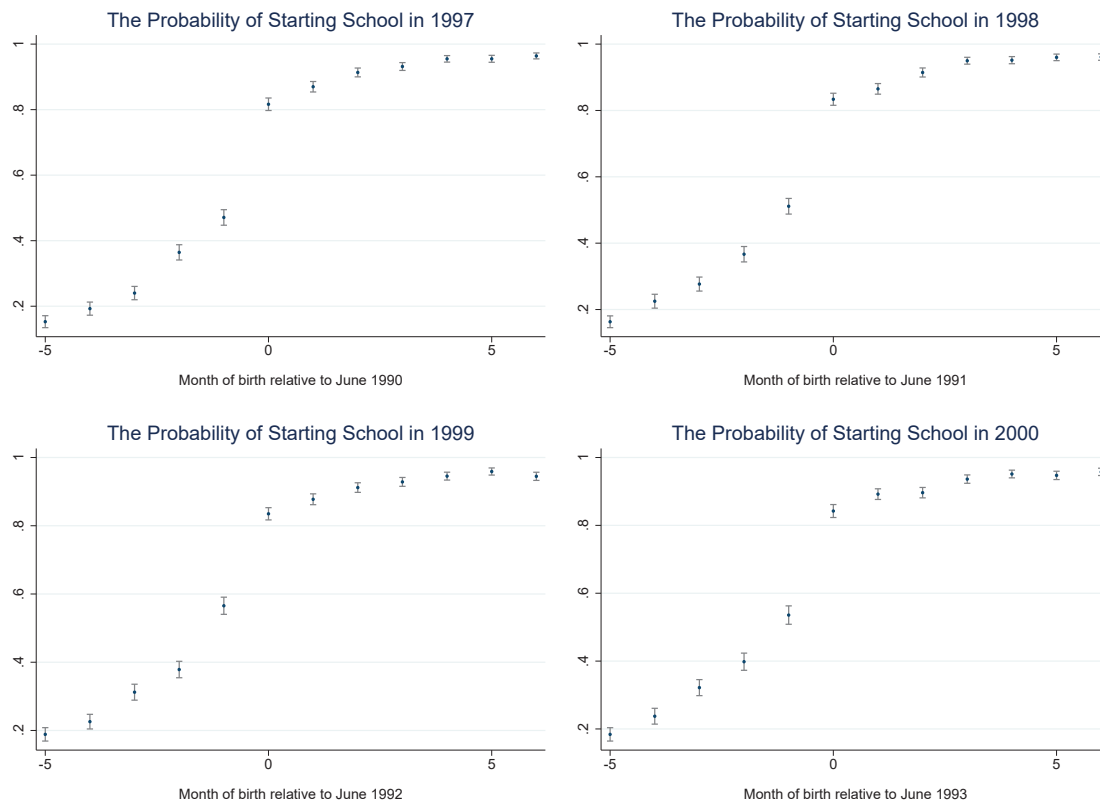 The Probability of Starting School in 1997
1
.8
.6
.4
.2
-5 0 5
Month of birth relative to June 1990
The Probability of Starting School in 1998
1
.8
.6
.4
.2
-5 0 5
Month of birth relative to June 1991
The Probability of Starting School in 1999
1
.8
.6
.4
.2
-5 0 5
Month of birth relative to June 1992
The Probability of Starting School in 2000
1
.8
.6
.4
.2
-5 0 5
Month of birth relative to June 1993